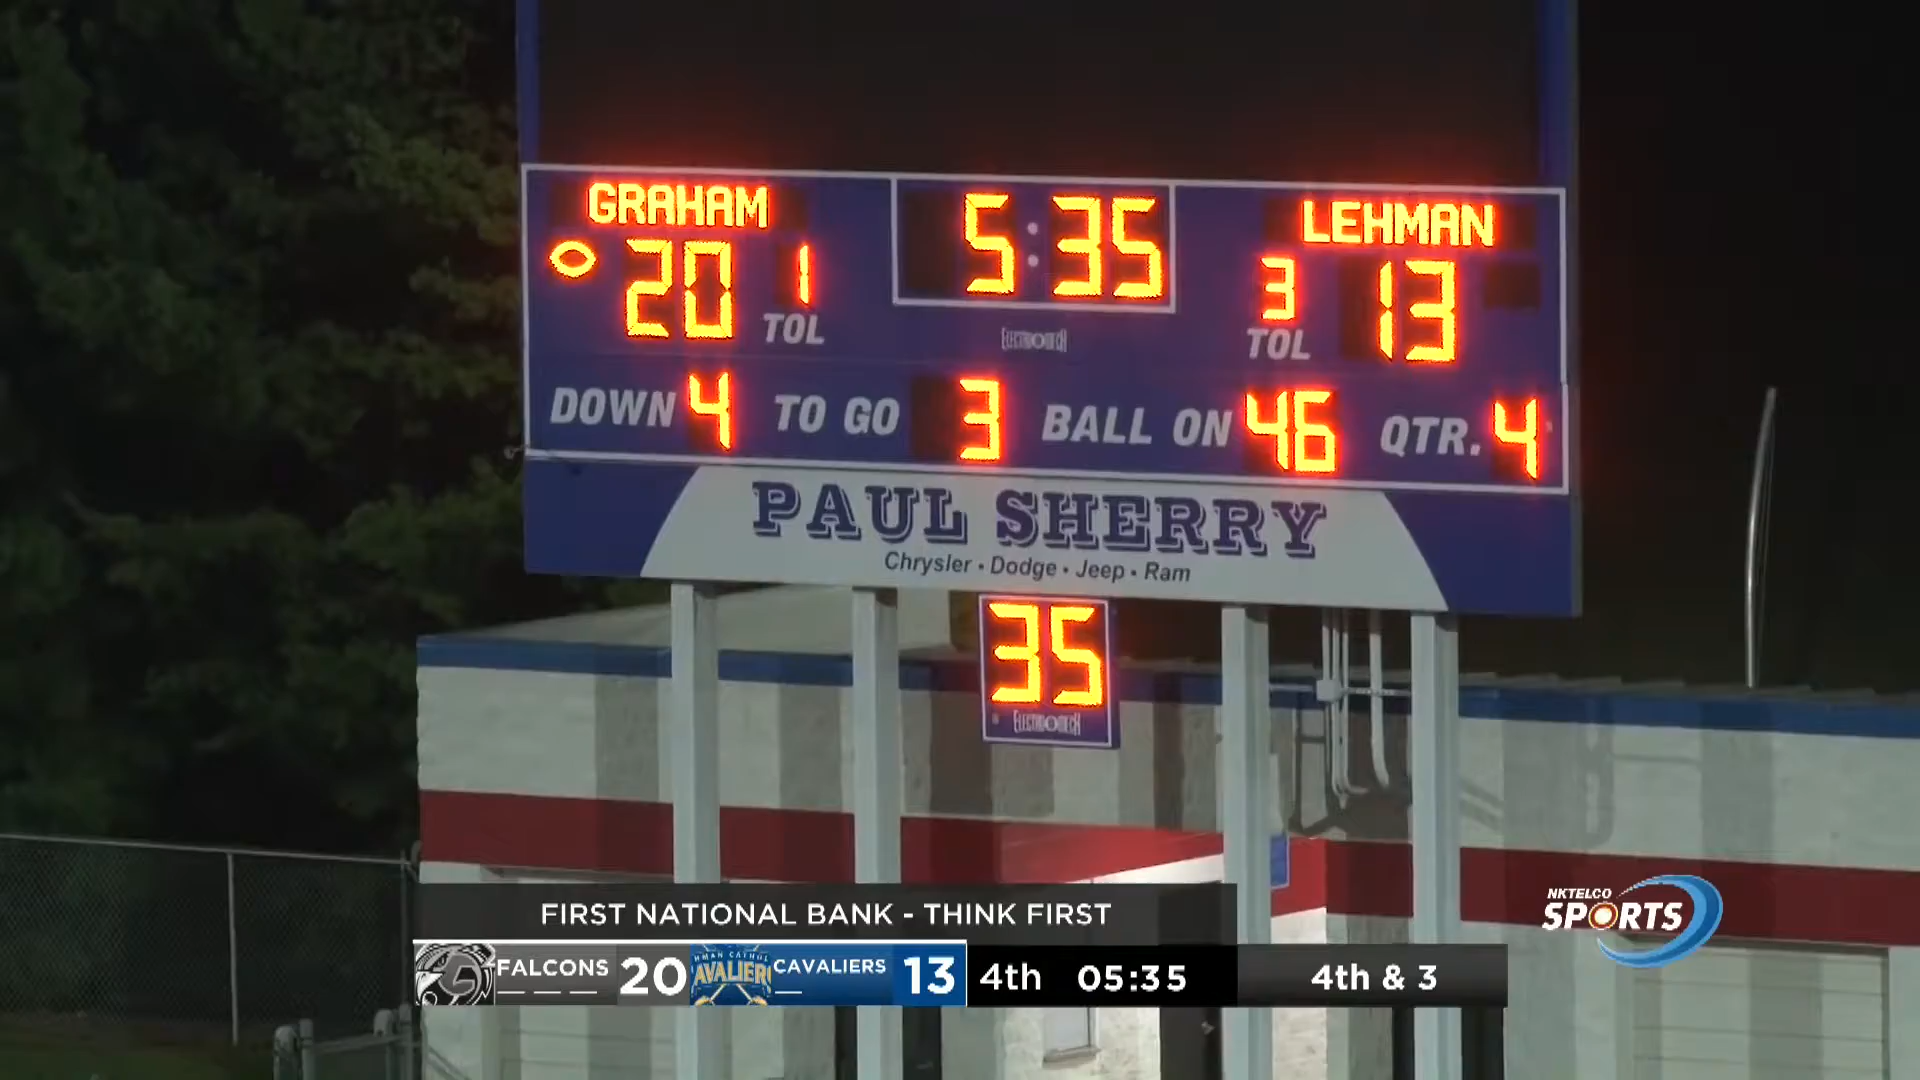 GRAHAM
5:35
LEHMAN
20
1
3
13
TOL
TOL
DOWN 4 TO GO 3 BALL ON 46 QTR. 4
PAUL SHERRY
Chrysler • Dodge • Jeep • Ram
35
FIRST NATIONAL BANK - THINK FIRST
FALCONS 20 CAVALIERS 13 4th 05:35 4th & 3
NKTELCO
SPORTS